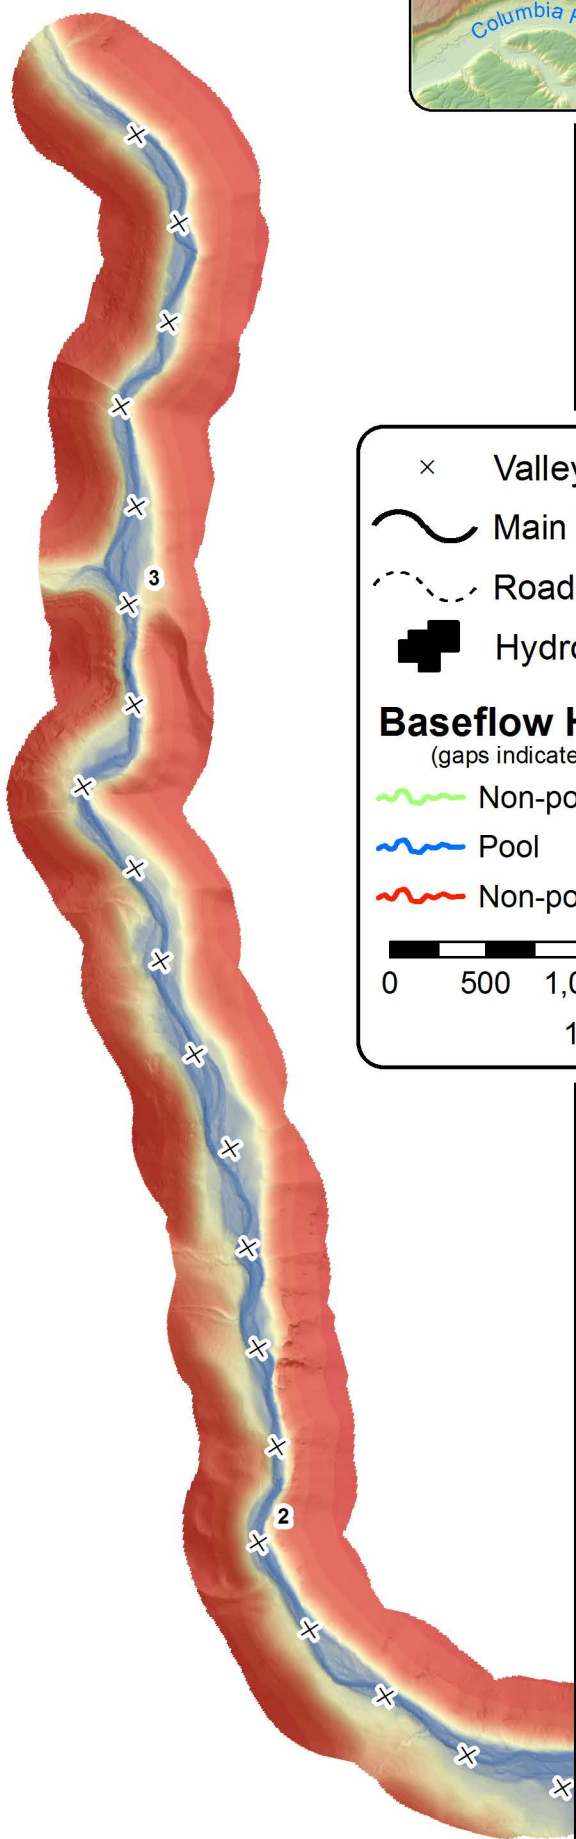 Columbia
3
2
× Valley
Main
Road
Hydro
Baseflow H
(gaps indicate
Non-po
Pool
Non-po
0 500 1,0
1